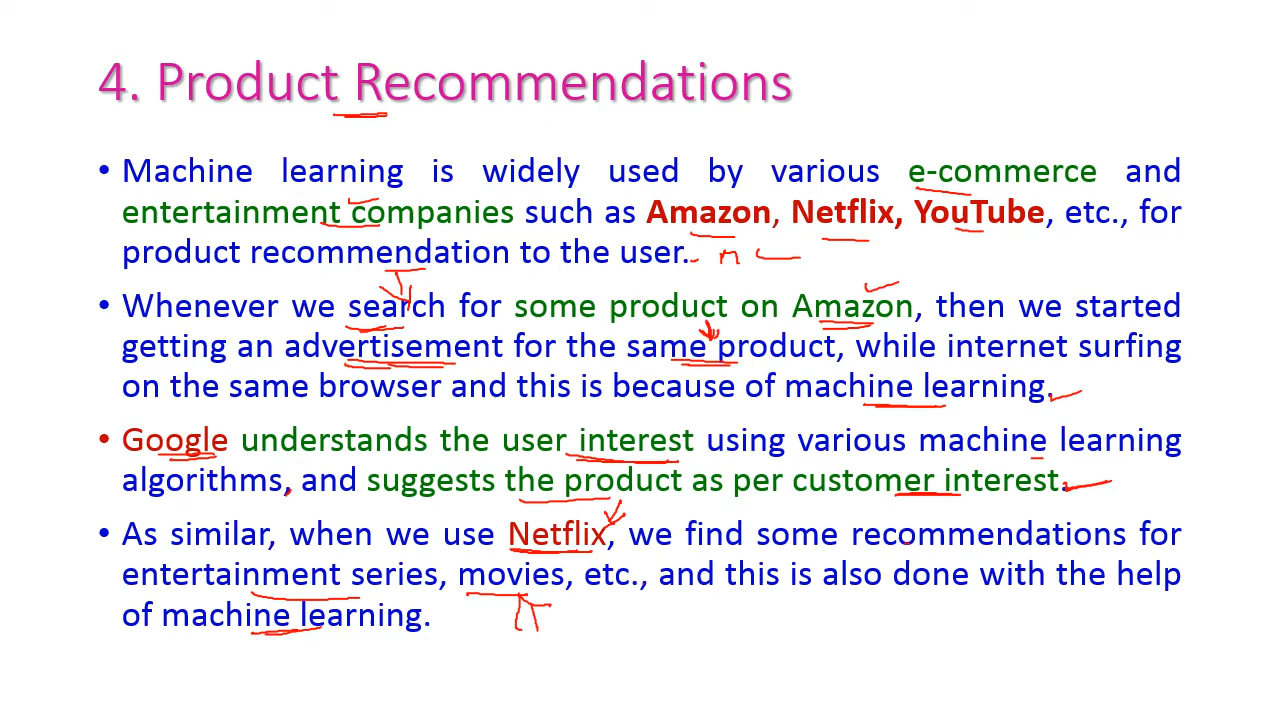 4. Product Recommendations
• Machine learning is widely used by various e-commerce and
entertainment companies such as Amazon, Netflix, YouTube, etc., for
product recommendation to the user.
• Whenever we search for some product on Amazon, then we started
getting an advertisement for the same product, while internet surfing
on the same browser and this is because of machine learning.
• Google understands the user interest using various machine learning
algorithms, and suggests the product as per customer interest.
• As similar, when we use Netflix, we find some recommendations for
entertainment series, movies, etc., and this is also done with the help
of machine learning.